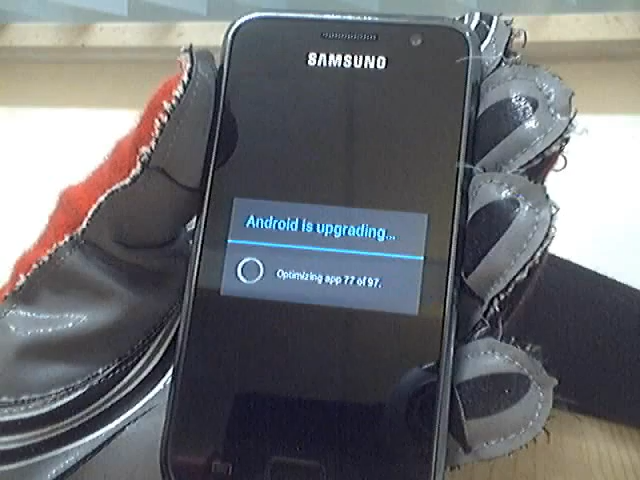 SAMSUNG
Android is upgrading...
Optimizing app 77 of 97.